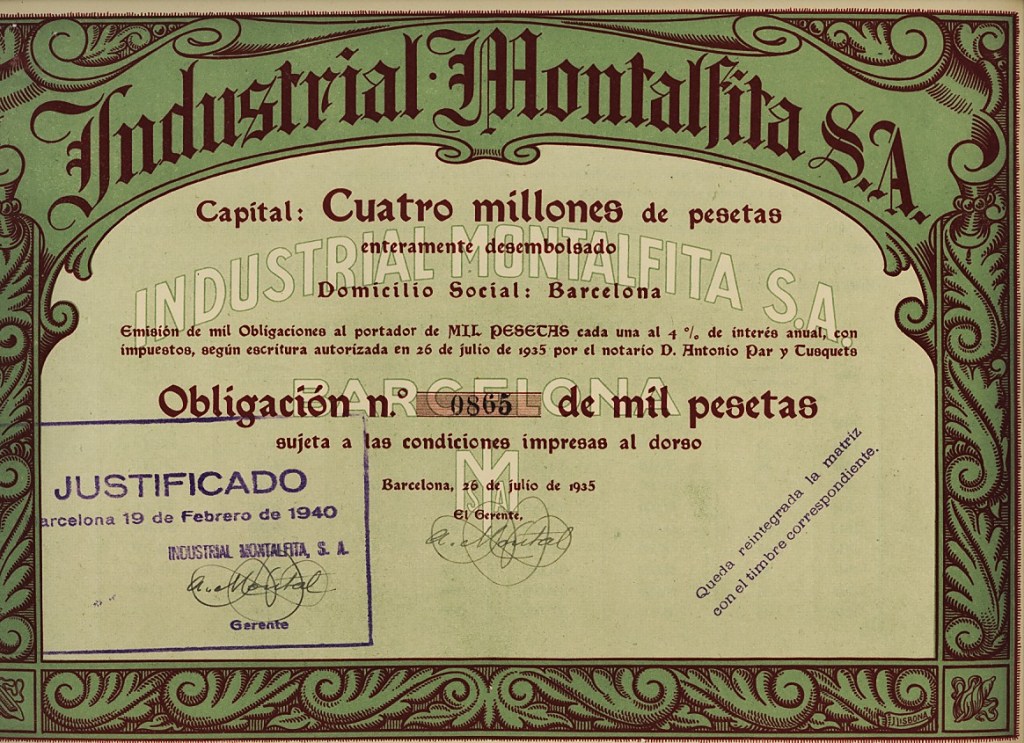 Industrial Montalfita S.A.
Capital: Cuatro millones de pesetas
enteramente desembolsado
INDUSTRIAL MONTALFITA S.A.
Domicilio Social: Barcelona
Emisión de mil Obligaciones al portador de MIL PESETAS cada una al 4 % de interés anual, con
impuestos, según escritura autorizada en 26 de julio de 1935 por el notario D. Antonio Par y Tusquets
BARCELONA
Obligación n.º 0865 de mil pesetas
sujeta a las condiciones impresas al dorso
Barcelona, 26 de julio de 1935
El Gerente,
A. Montal
JUSTIFICADO
arcelona 19 de Febrero de 1940
INDUSTRIAL MONTALFITA, S. A.
A. Montal
Gerente
Queda reintegrada la matriz
con el timbre correspondiente.